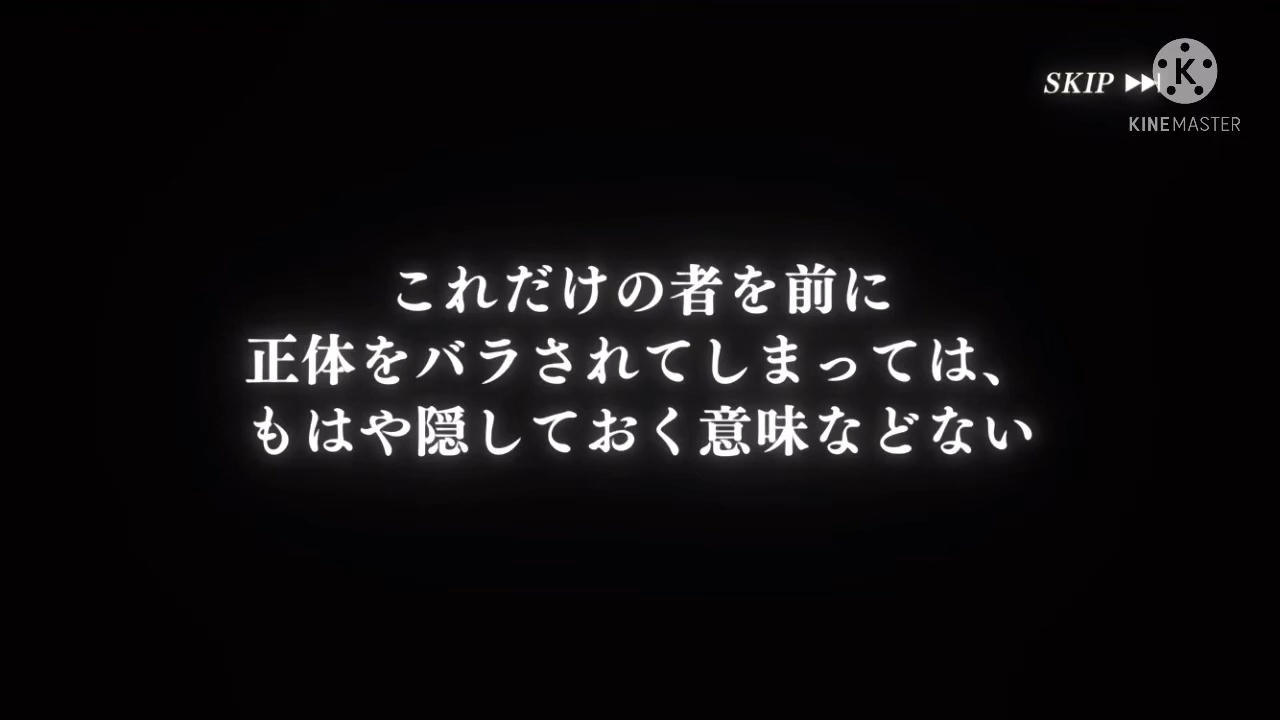 SKIP
KINEMASTER
これだけの者を前に
正体をバラされてしまっては、
もはや隠しておく意味などない